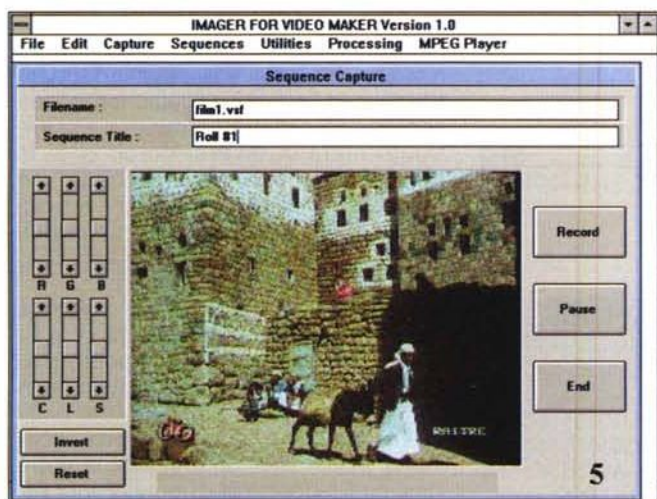 IMAGER FOR VIDEO MAKER Version 1.0
File Edit Capture Sequences Utilities Processing MPEG Player
Sequence Capture
Filename :
film1.vsf
Sequence Title :
Roll #1
R G B
C L S
Invert
Reset
Record
Pause
End
RAITRE
5